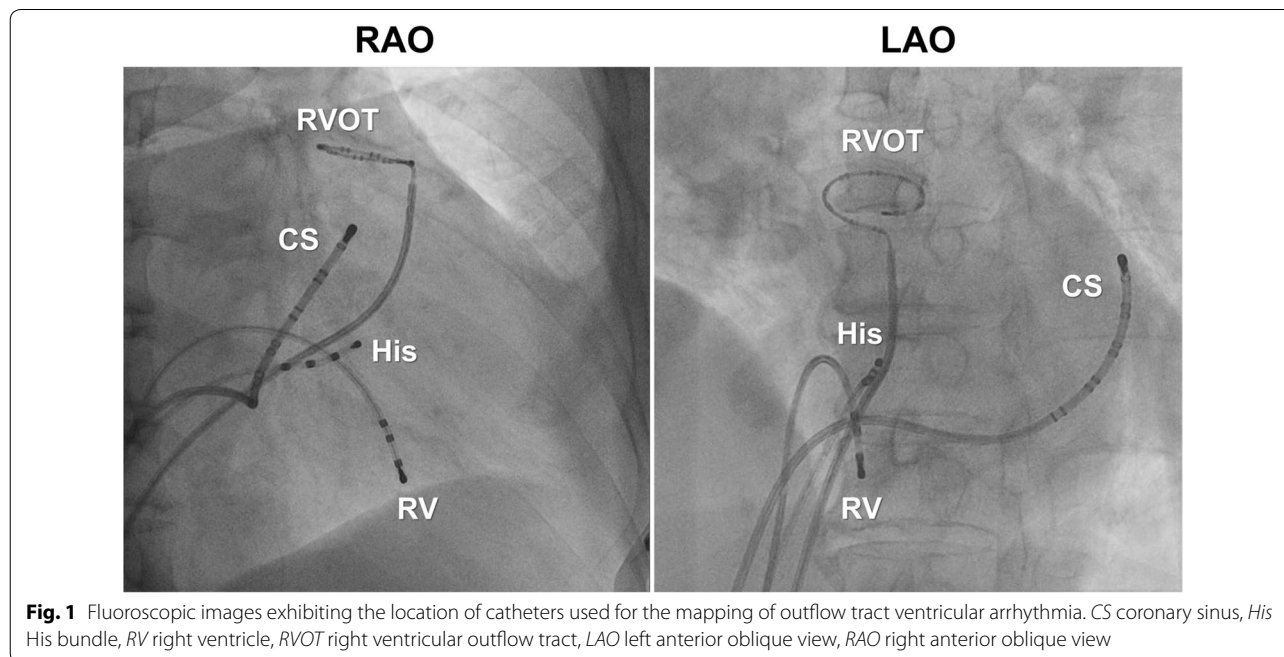 RAO
LAO
RVOT
CS
His
RV
RVOT
CS
His
RV
Fig. 1 Fluoroscopic images exhibiting the location of catheters used for the mapping of outflow tract ventricular arrhythmia. CS coronary sinus, His
His bundle, RV right ventricle, RVOT right ventricular outflow tract, LAO left anterior oblique view, RAO right anterior oblique view